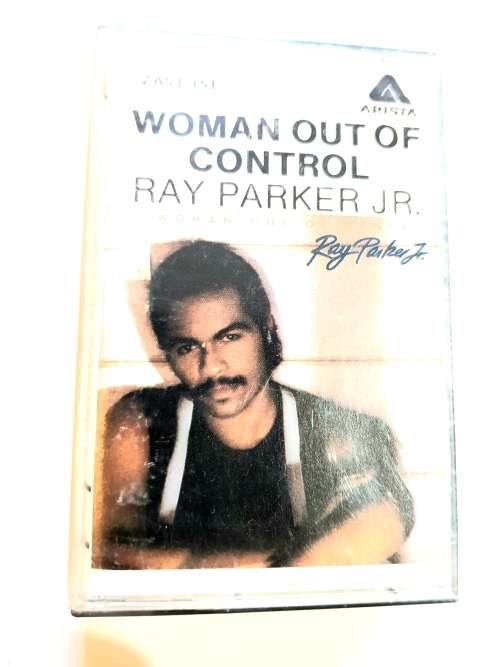 ARISTA
WOMAN OUT OF
CONTROL
RAY PARKER JR.
Ray Parker Jr.